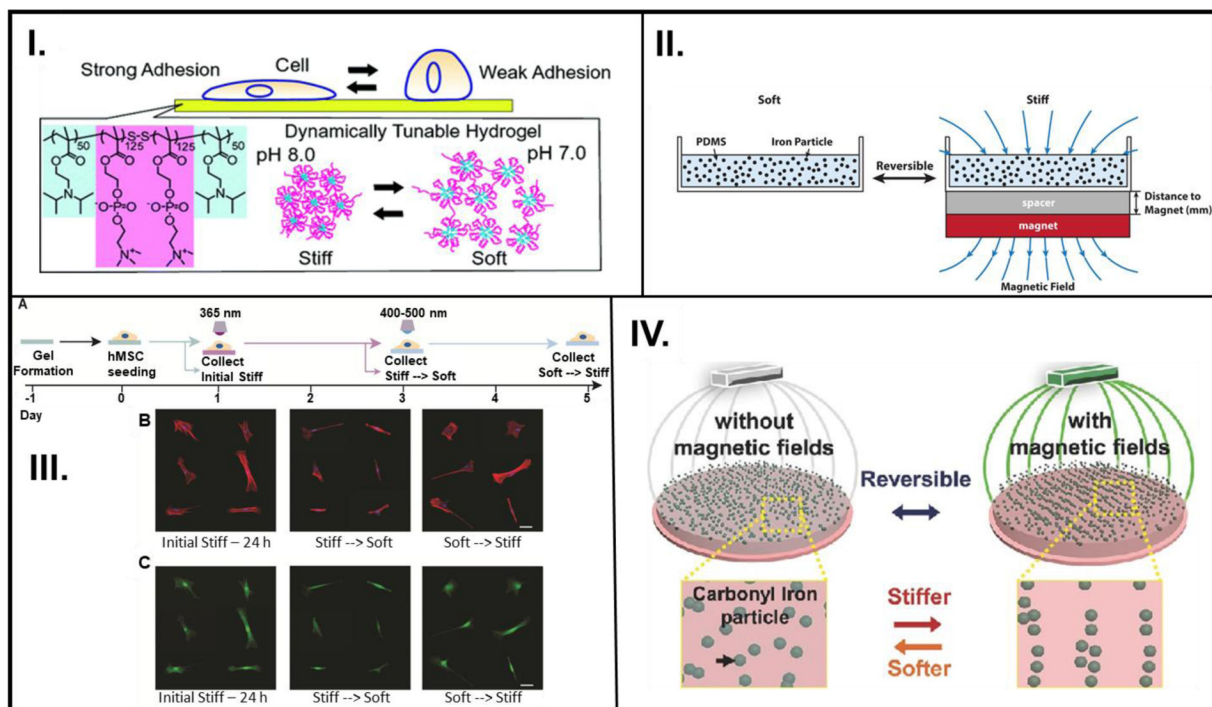 I.
Strong Adhesion
Cell
Weak Adhesion
50
S-S
125
125
50
Dynamically Tunable Hydrogel
pH 8.0
pH 7.0
Stiff
Soft
II.
Soft
Stiff
PDMS
Iron Particle
Reversible
spacer
magnet
Distance to
Magnet (mm)
Magnetic Field
III.
A
365 nm
400-500 nm
Gel
Formation
hMSC
seeding
Collect
Initial Stiff
Collect
Stiff --> Soft
Collect
Soft --> Stiff
-1
0
1
2
3
5
Day
B
Initial Stiff – 24 h
Stiff --> Soft
Soft --> Stiff
C
Initial Stiff – 24 h
Stiff --> Soft
Soft --> Stiff
IV.
without
magnetic fields
with
magnetic fields
Reversible
Carbonyl Iron
particle
Stiffer
Softer